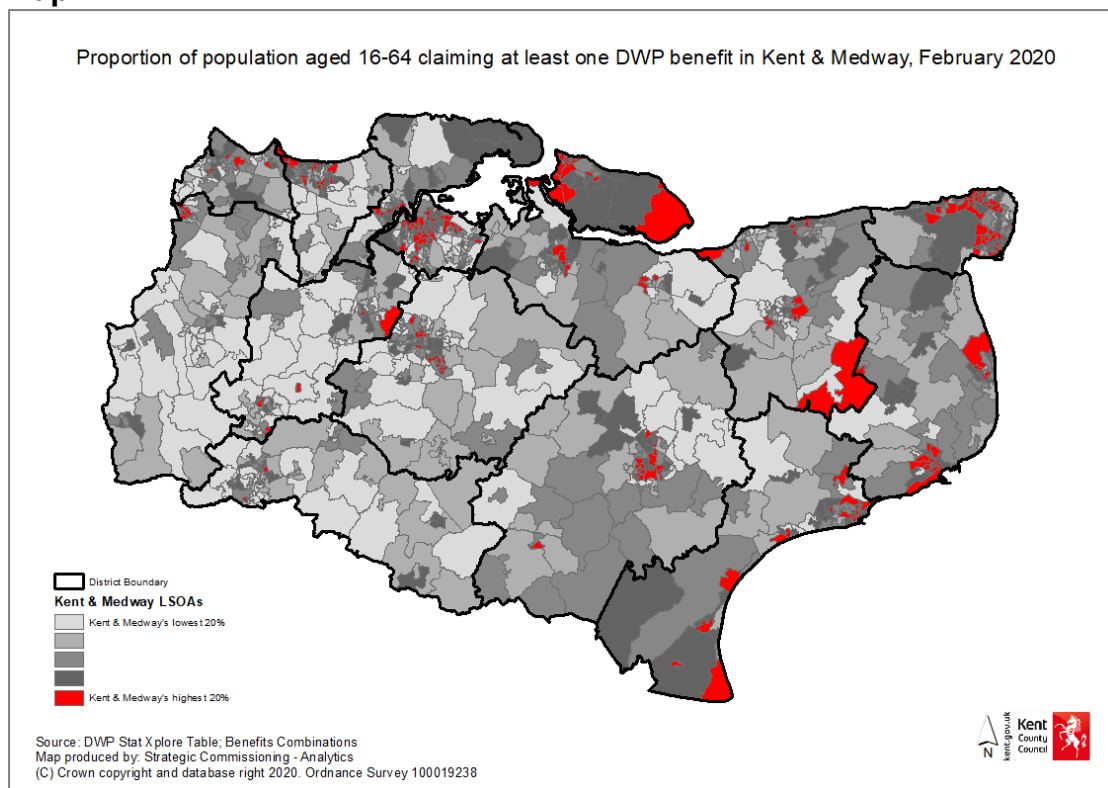 Proportion of population aged 16-64 claiming at least one DWP benefit in Kent & Medway, February 2020
District Boundary
Kent & Medway LSOAs
Kent & Medway's lowest 20%
Kent & Medway's highest 20%
Source: DWP Stat Xplore Table; Benefits Combinations
Map produced by: Strategic Commissioning - Analytics
(C) Crown copyright and database right 2020. Ordnance Survey 100019238
N
kent.gov.uk
Kent
County
Council